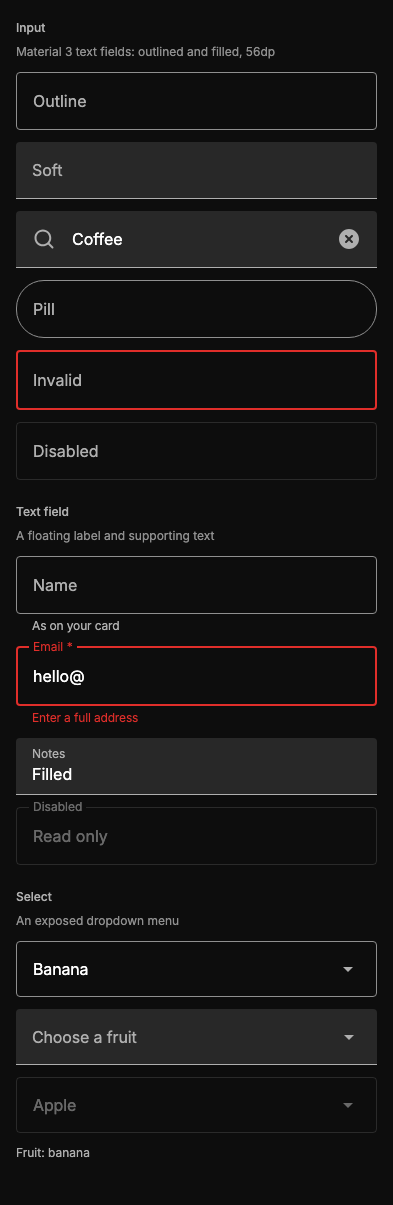 Input
Material 3 text fields: outlined and filled, 56dp
Outline
Soft
Coffee
Pill
Invalid
Disabled
Text field
A floating label and supporting text
Name
As on your card
Email *
hello@
Enter a full address
Notes
Filled
Disabled
Read only
Select
An exposed dropdown menu
Banana
Choose a fruit
Apple
Fruit: banana